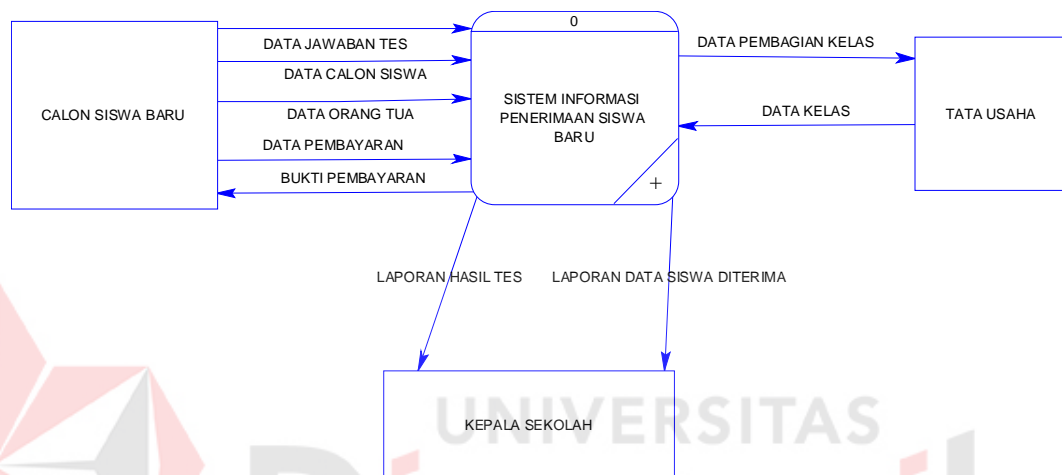 0
DATA JAWABAN TES
DATA CALON SISWA
DATA ORANG TUA
DATA PEMBAYARAN
BUKTI PEMBAYARAN
CALON SISWA BARU
SISTEM INFORMASI
PENERIMAAN SISWA
BARU
+
DATA PEMBAGIAN KELAS
DATA KELAS
TATA USAHA
LAPORAN HASIL TES
LAPORAN DATA SISWA DITERIMA
KEPALA SEKOLAH
UNIVERSITAS